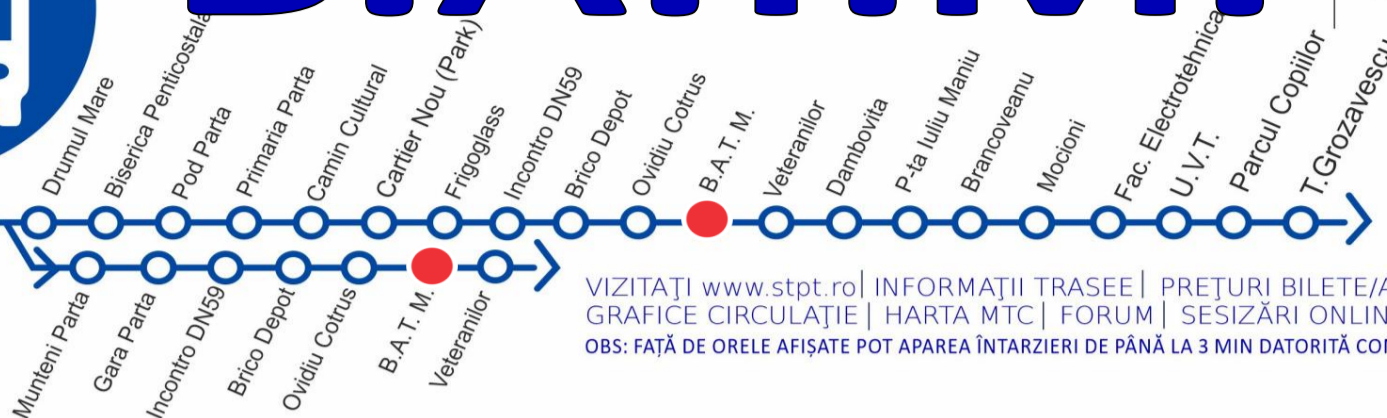 B.A.T.M.
Drumul Mare
Biserica Penticostala
Pod Parta
Primaria Parta
Camin Cultural
Cartier Nou (Park)
Frigoglass
Incontro DN59
Brico Depot
Ovidiu Cotrus
B.A.T.M.
Veteranilor
Dambovita
P-ta Iuliu Maniu
Brancoveanu
Mocioni
Fac. Electrotehnica
U.V.T.
Parcul Copiilor
T.Grozavescu
Munteni Parta
Gara Parta
Incontro DN59
Brico Depot
Ovidiu Cotrus
B.A.T.M.
Veteranilor
VIZITAŢI www.stpt.ro| INFORMAŢII TRASEE| PREŢURI BILETE/A
GRAFICE CIRCULAŢIE| HARTA MTC| FORUM| SESIZĂRI ONLIN
OBS: FAȚĂ DE ORELE AFIȘATE POT APAREA ÎNTARZIERI DE PÂNĂ LA 3 MIN DATORITĂ CON